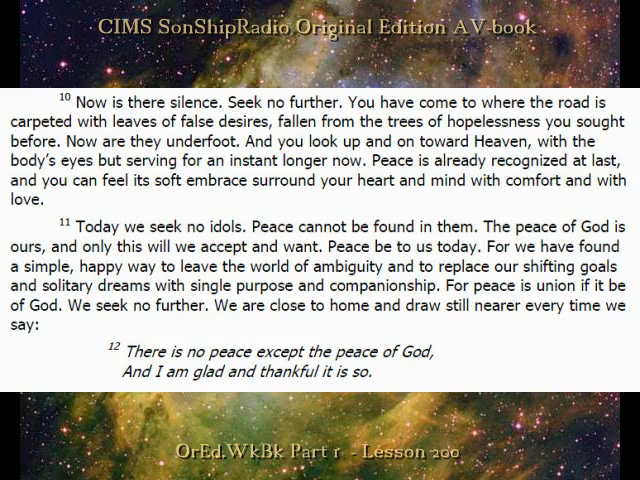 CIMS SonShipRadio Original Edition AV-book
10 Now is there silence. Seek no further. You have come to where the road is
carpeted with leaves of false desires, fallen from the trees of hopelessness you sought
before. Now are they underfoot. And you look up and on toward Heaven, with the
body’s eyes but serving for an instant longer now. Peace is already recognized at last,
and you can feel its soft embrace surround your heart and mind with comfort and with
love.
11 Today we seek no idols. Peace cannot be found in them. The peace of God is
ours, and only this will we accept and want. Peace be to us today. For we have found
a simple, happy way to leave the world of ambiguity and to replace our shifting goals
and solitary dreams with single purpose and companionship. For peace is union if it be
of God. We seek no further. We are close to home and draw still nearer every time we
say:
12 There is no peace except the peace of God,
And I am glad and thankful it is so.
OrEd.WkBk Part 1 - Lesson 200